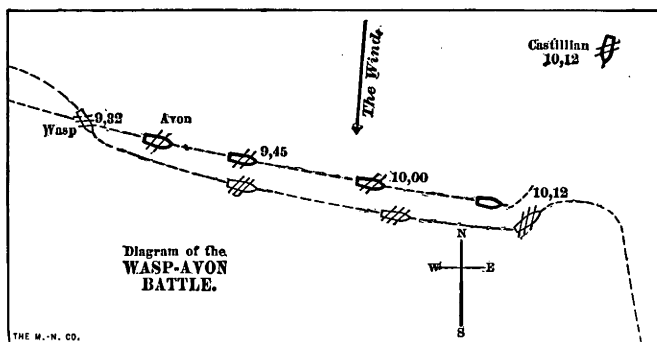 The Wind.
Castillian
10,12
Wasp
9,32
Avon
9,45
10,00
10,12
N
W
E
S
Diagram of the
WASP-AVON
BATTLE.
THE M.-N. CO.